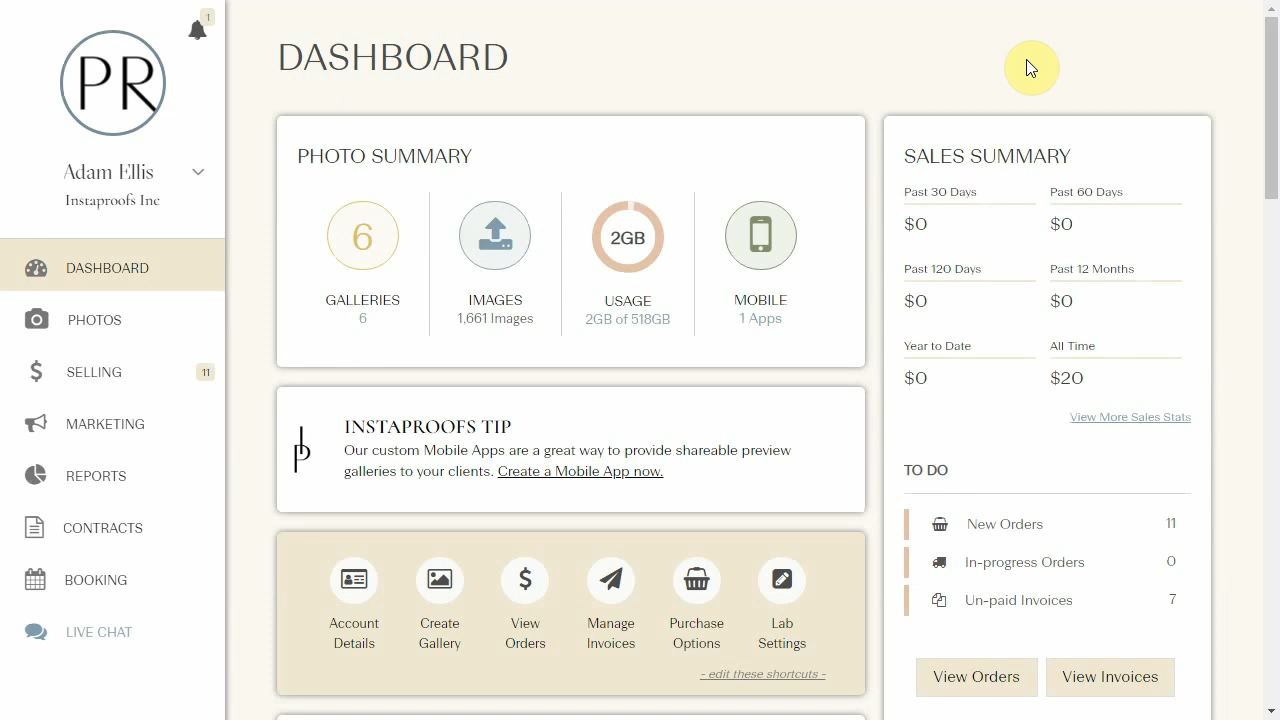 1
PR
Adam Ellis
Instaproofs Inc
DASHBOARD
PHOTOS
SELLING
11
MARKETING
REPORTS
CONTRACTS
BOOKING
LIVE CHAT
DASHBOARD
PHOTO SUMMARY
6
GALLERIES
6
IMAGES
1,661 Images
2GB
USAGE
2GB of 518GB
MOBILE
1 Apps
INSTAPROOFS TIP
Our custom Mobile Apps are a great way to provide shareable preview
galleries to your clients. Create a Mobile App now.
Account
Details
Create
Gallery
View
Orders
Manage
Invoices
Purchase
Options
Lab
Settings
- edit these shortcuts -
SALES SUMMARY
Past 30 Days
$0
Past 60 Days
$0
Past 120 Days
$0
Past 12 Months
$0
Year to Date
$0
All Time
$20
View More Sales Stats
TO DO
New Orders 11
In-progress Orders 0
Un-paid Invoices 7
View Orders
View Invoices